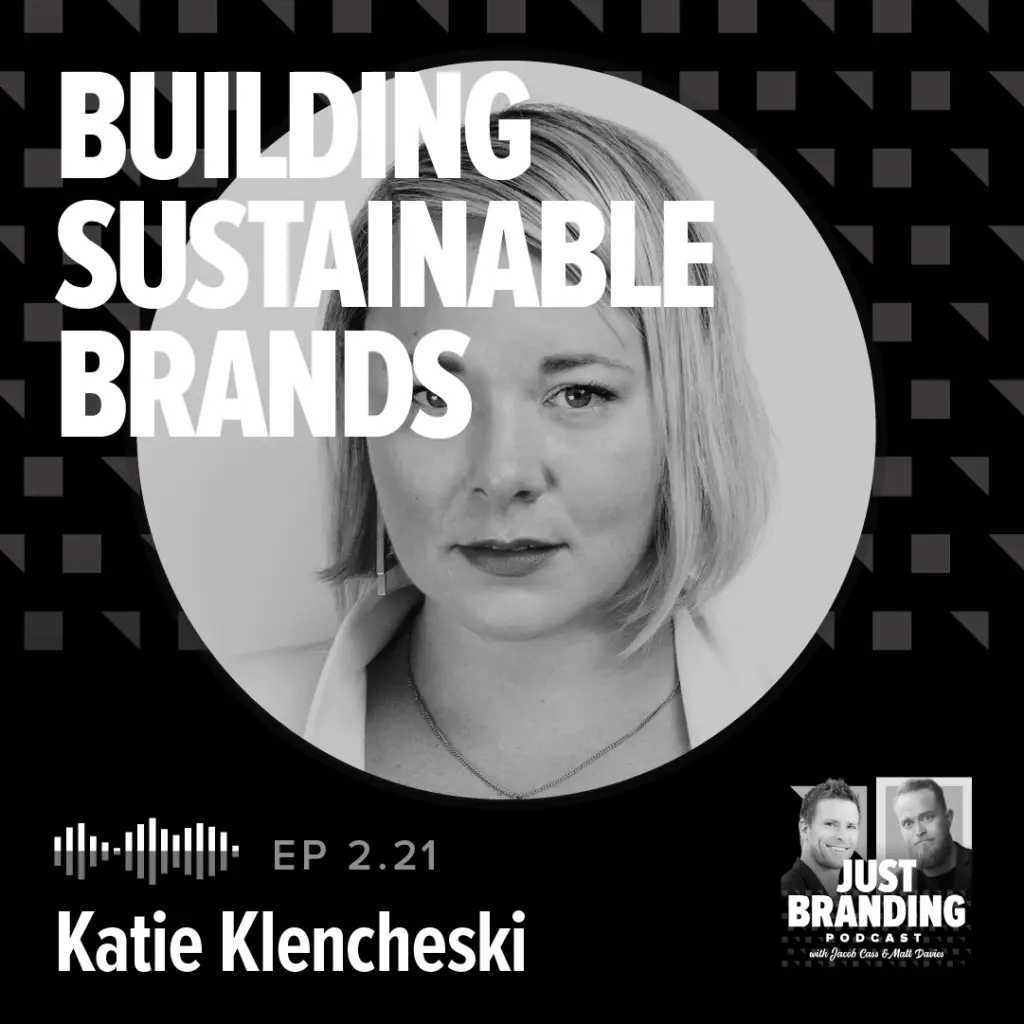 BUILDING
SUSTAINABLE
BRANDS
EP 2.21
Katie Klencheski
JUST
BRANDING
PODCAST
with Jacob Cass & Matt Davies